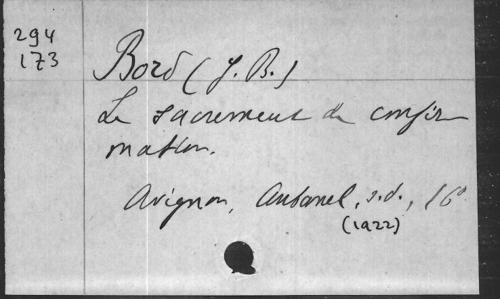 294
173
Bord (J. B.)
Le sacrement de confir
mation.
Avignon, Aubanel, s.d., 16°
(1922)